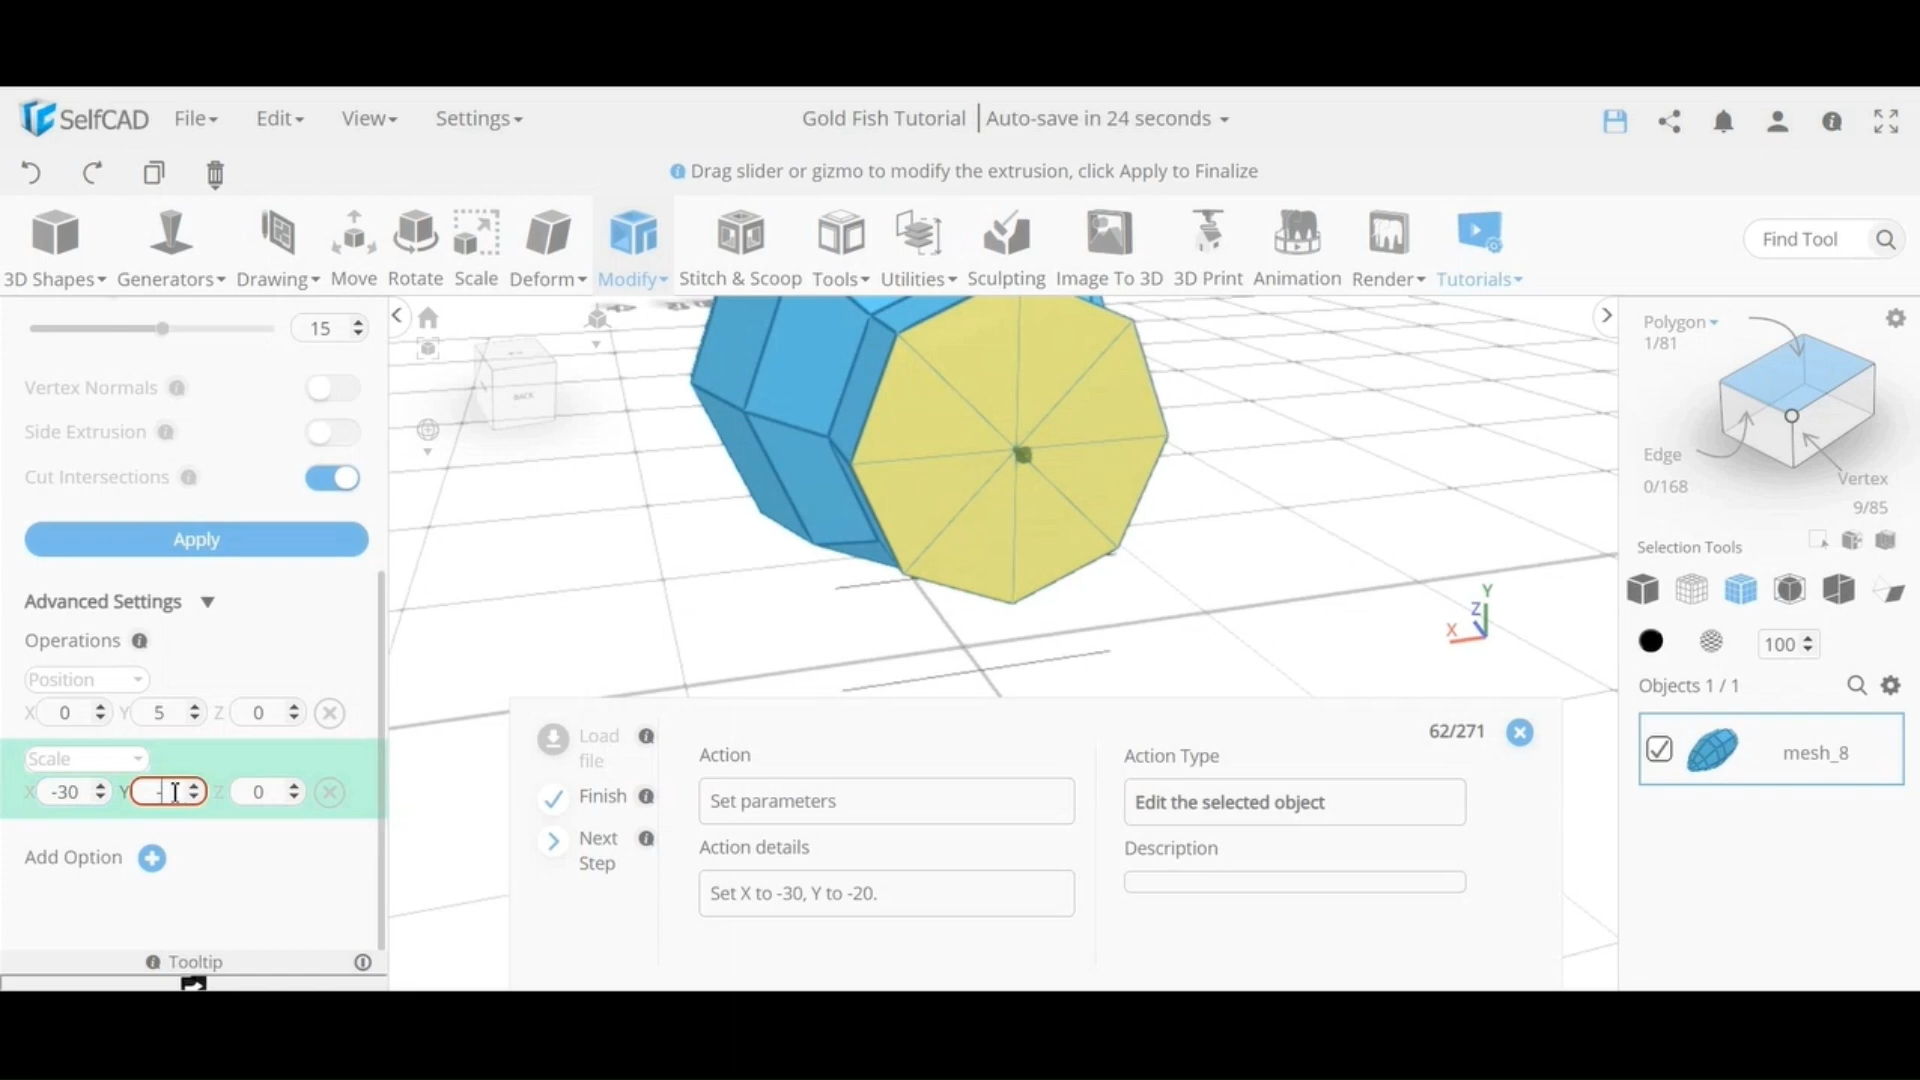 SelfCAD File Edit View Settings Gold Fish Tutorial Auto-save in 24 seconds
Drag slider or gizmo to modify the extrusion, click Apply to Finalize
3D Shapes Generators Drawing Move Rotate Scale Deform Modify Stitch & Scoop Tools Utilities Sculpting Image To 3D 3D Print Animation Render Tutorials Find Tool
15
Vertex Normals
Side Extrusion
Cut Intersections
Apply
Advanced Settings
Operations
Position
X 0 Y 5 Z 0
Scale
X -30 Y - Z 0
Add Option
Tooltip
BACK
X Y Z
Load file
Finish
Next Step
Action
Set parameters
Action details
Set X to -30, Y to -20.
62/271
Action Type
Edit the selected object
Description
Polygon
1/81
Edge
0/168
Vertex
9/85
Selection Tools
100
Objects 1 / 1
mesh_8